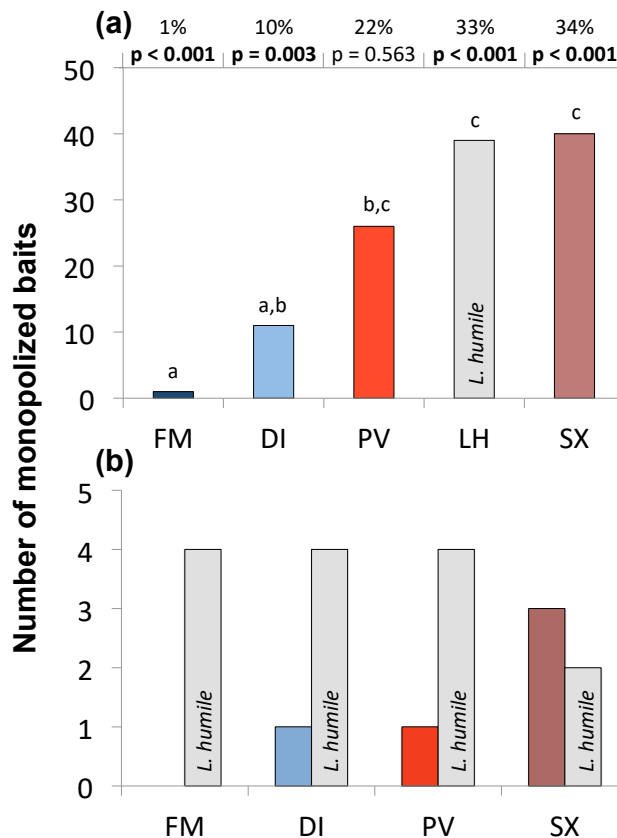 (a)
1% 10% 22% 33% 34%
p < 0.001 p = 0.003 p = 0.563 p < 0.001 p < 0.001
Number of monopolized baits
50
40
30
20
10
0
a
a,b
b,c
c
c
L. humile
FM DI PV LH SX
(b)
5
4
3
2
1
0
L. humile L. humile L. humile L. humile
FM DI PV SX